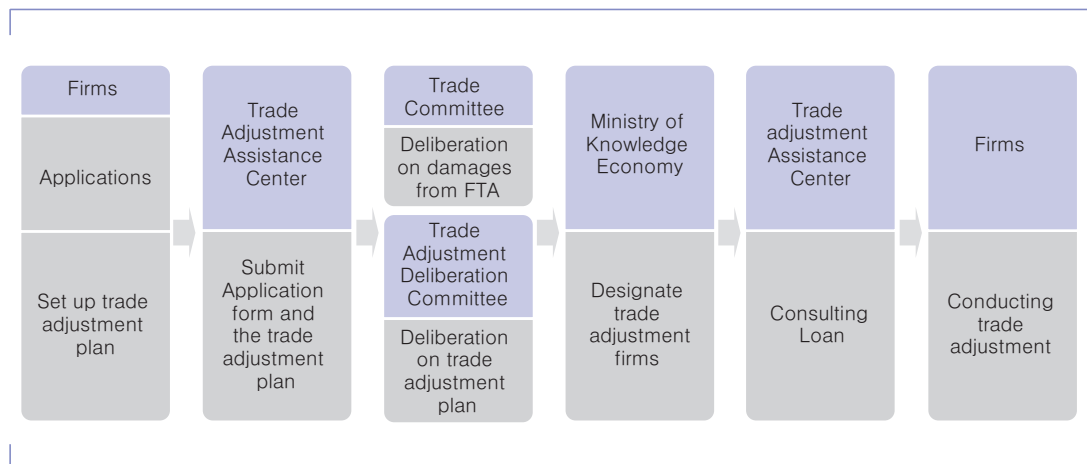 Firms
Applications
Set up trade
adjustment
plan
Trade
Adjustment
Assistance
Center
Submit
Application
form and
the trade
adjustment
plan
Trade
Committee
Deliberation
on damages
from FTA
Trade
Adjustment
Deliberation
Committee
Deliberation
on trade
adjustment
plan
Ministry of
Knowledge
Economy
Designate
trade
adjustment
firms
Trade
adjustment
Assistance
Center
Consulting
Loan
Firms
Conducting
trade
adjustment